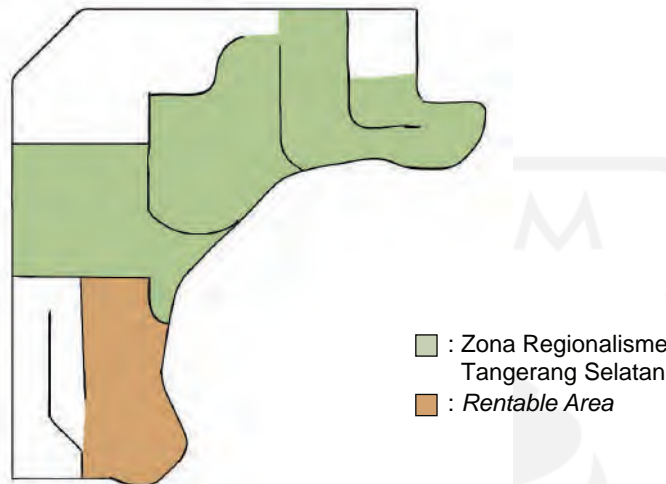 : Zona Regionalisme
Tangerang Selatan
: Rentable Area